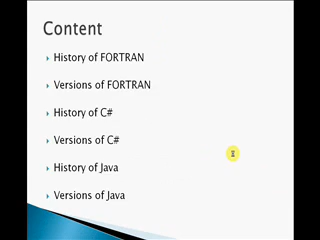 Content
History of FORTRAN
Versions of FORTRAN
History of C#
Versions of C#
History of Java
Versions of Java